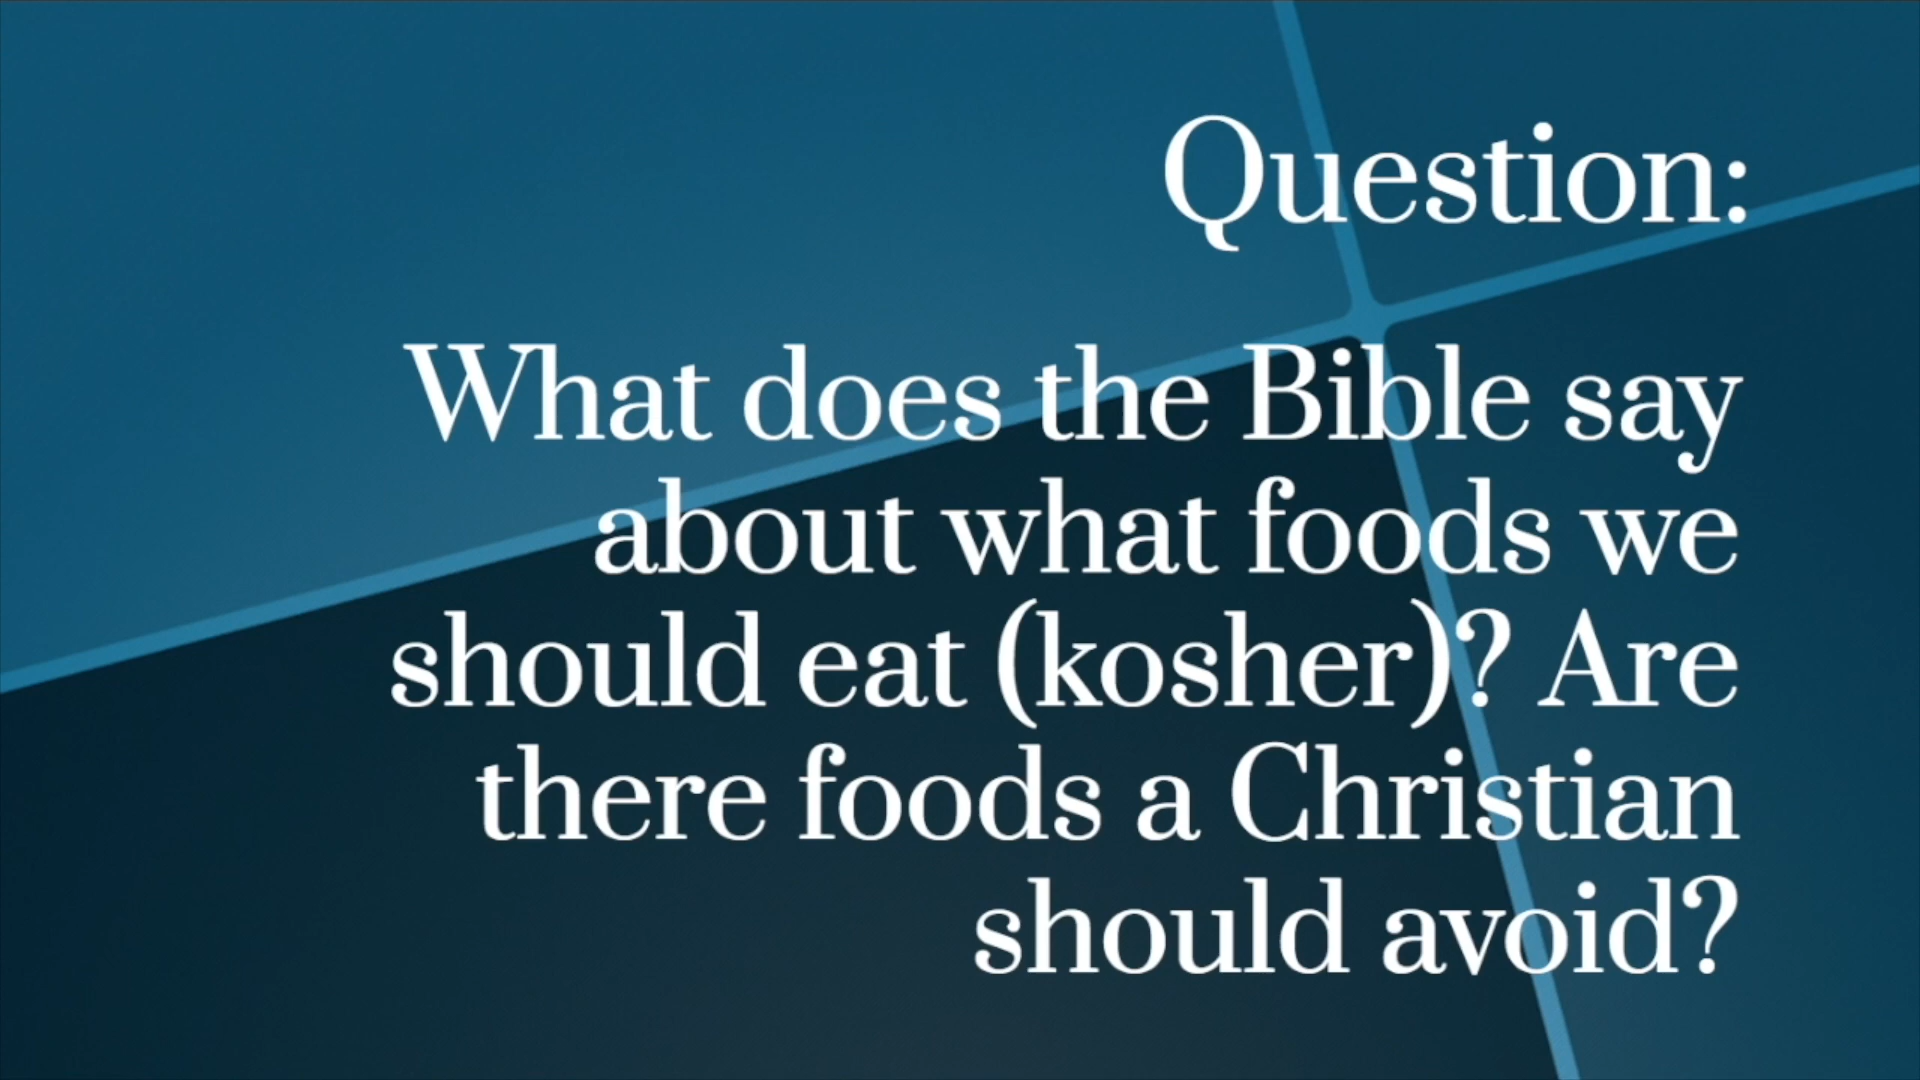 Question:
What does the Bible say
about what foods we
should eat (kosher)? Are
there foods a Christian
should avoid?